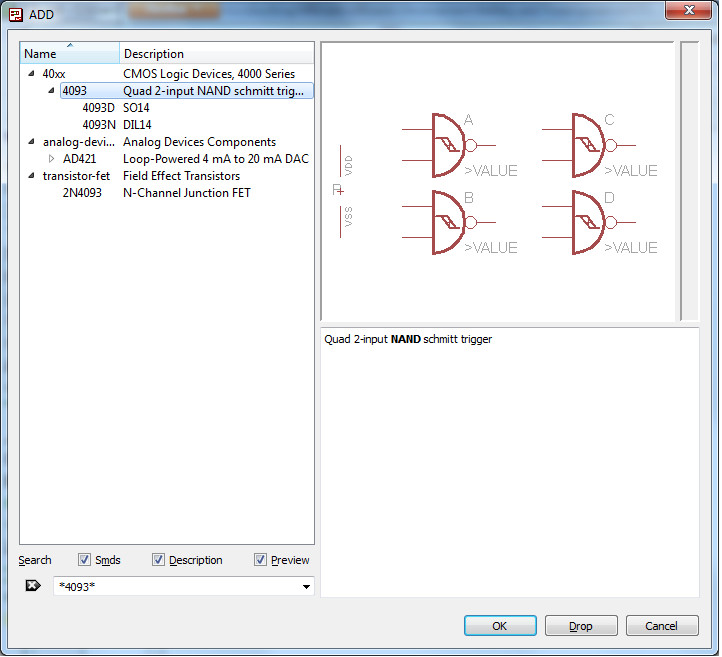 ADD
Name Description
40xx CMOS Logic Devices, 4000 Series
4093 Quad 2-input NAND schmitt trig...
4093D SO14
4093N DIL14
analog-devi... Analog Devices Components
AD421 Loop-Powered 4 mA to 20 mA DAC
transistor-fet Field Effect Transistors
2N4093 N-Channel Junction FET
A C
VDD
>VALUE >VALUE
P
B D
VSS
>VALUE >VALUE
Quad 2-input NAND schmitt trigger
Search Smds Description Preview
*4093*
OK Drop Cancel